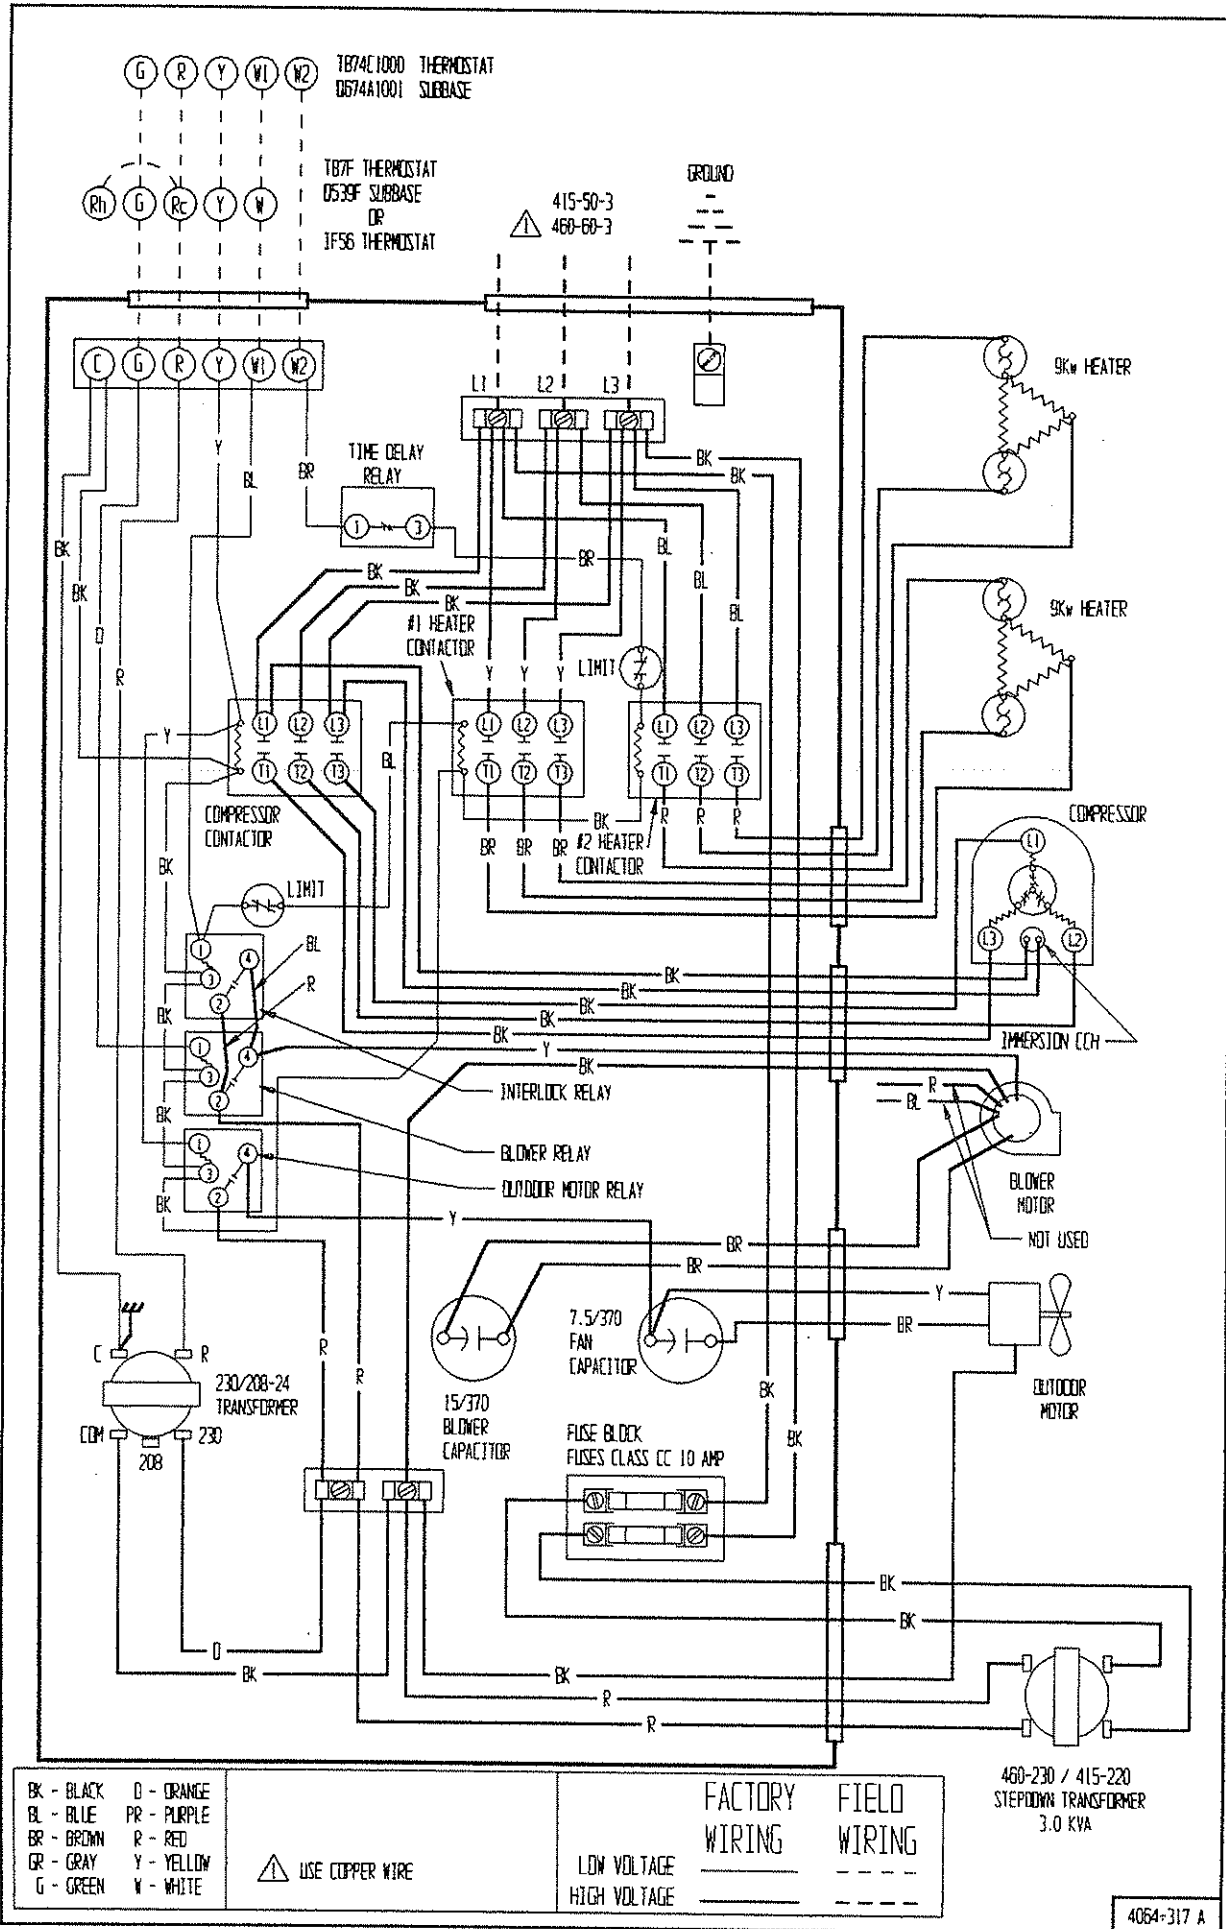 G R Y W1 W2
TB74C1000 THERMOSTAT
Q674A1001 SUBBASE
TB7F THERMOSTAT
Q539F SUBBASE
OR
1F56 THERMOSTAT
Rh G Rc Y W
415-50-3
460-60-3
GROUND
C G R Y W1 W2
L1 L2 L3
9Kw HEATER
TIME DELAY
RELAY
1 3
Y BL BR
BK BK
BK BR BL
BK BK BL BL
BK
O
R
#1 HEATER
CONTACTOR
9Kw HEATER
LIMIT
Y Y Y
L1 L2 L3
T1 T2 T3
L1 L2 L3
T1 T2 T3
L1 L2 L3
T1 T2 T3
Y
BL
COMPRESSOR
CONTACTOR
BK
BR BR BR
R R R
#2 HEATER
CONTACTOR
COMPRESSOR
L1
L3 L2
BK
LIMIT
1 4
3
2
BL
R
BK
BK
BK
BK
BK
BK
IMMERSION CCH
1 4
3
2
Y
BK
INTERLOCK RELAY
R
BL
BK
BLOWER RELAY
BLOWER
MOTOR
1 4
3
2
OUTDOOR MOTOR RELAY
BK
NOT USED
Y
BR
BR
Y
BR
C R
230/208-24
TRANSFORMER
COM 230
208
R R
15/370
BLOWER
CAPACITOR
7.5/370
FAN
CAPACITOR
OUTDOOR
MOTOR
BK
BK
FUSE BLOCK
FUSES CLASS CC 10 AMP
BK
BK
O
BK
BK
R
R
460-230 / 415-220
STEPDOWN TRANSFORMER
3.0 KVA
BK - BLACK O - ORANGE
BL - BLUE PR - PURPLE
BR - BROWN R - RED
GR - GRAY Y - YELLOW
G - GREEN W - WHITE
USE COPPER WIRE
FACTORY WIRING
FIELD WIRING
LOW VOLTAGE
HIGH VOLTAGE
4064-317 A